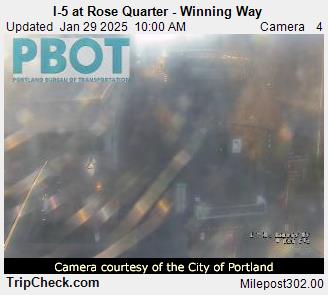 I-5 at Rose Quarter - Winning Way
Updated Jan 29 2025 10:00 AM Camera 4
PBOT
PORTLAND BUREAU OF TRANSPORTATION
Camera courtesy of the City of Portland
TripCheck.com Milepost302.00